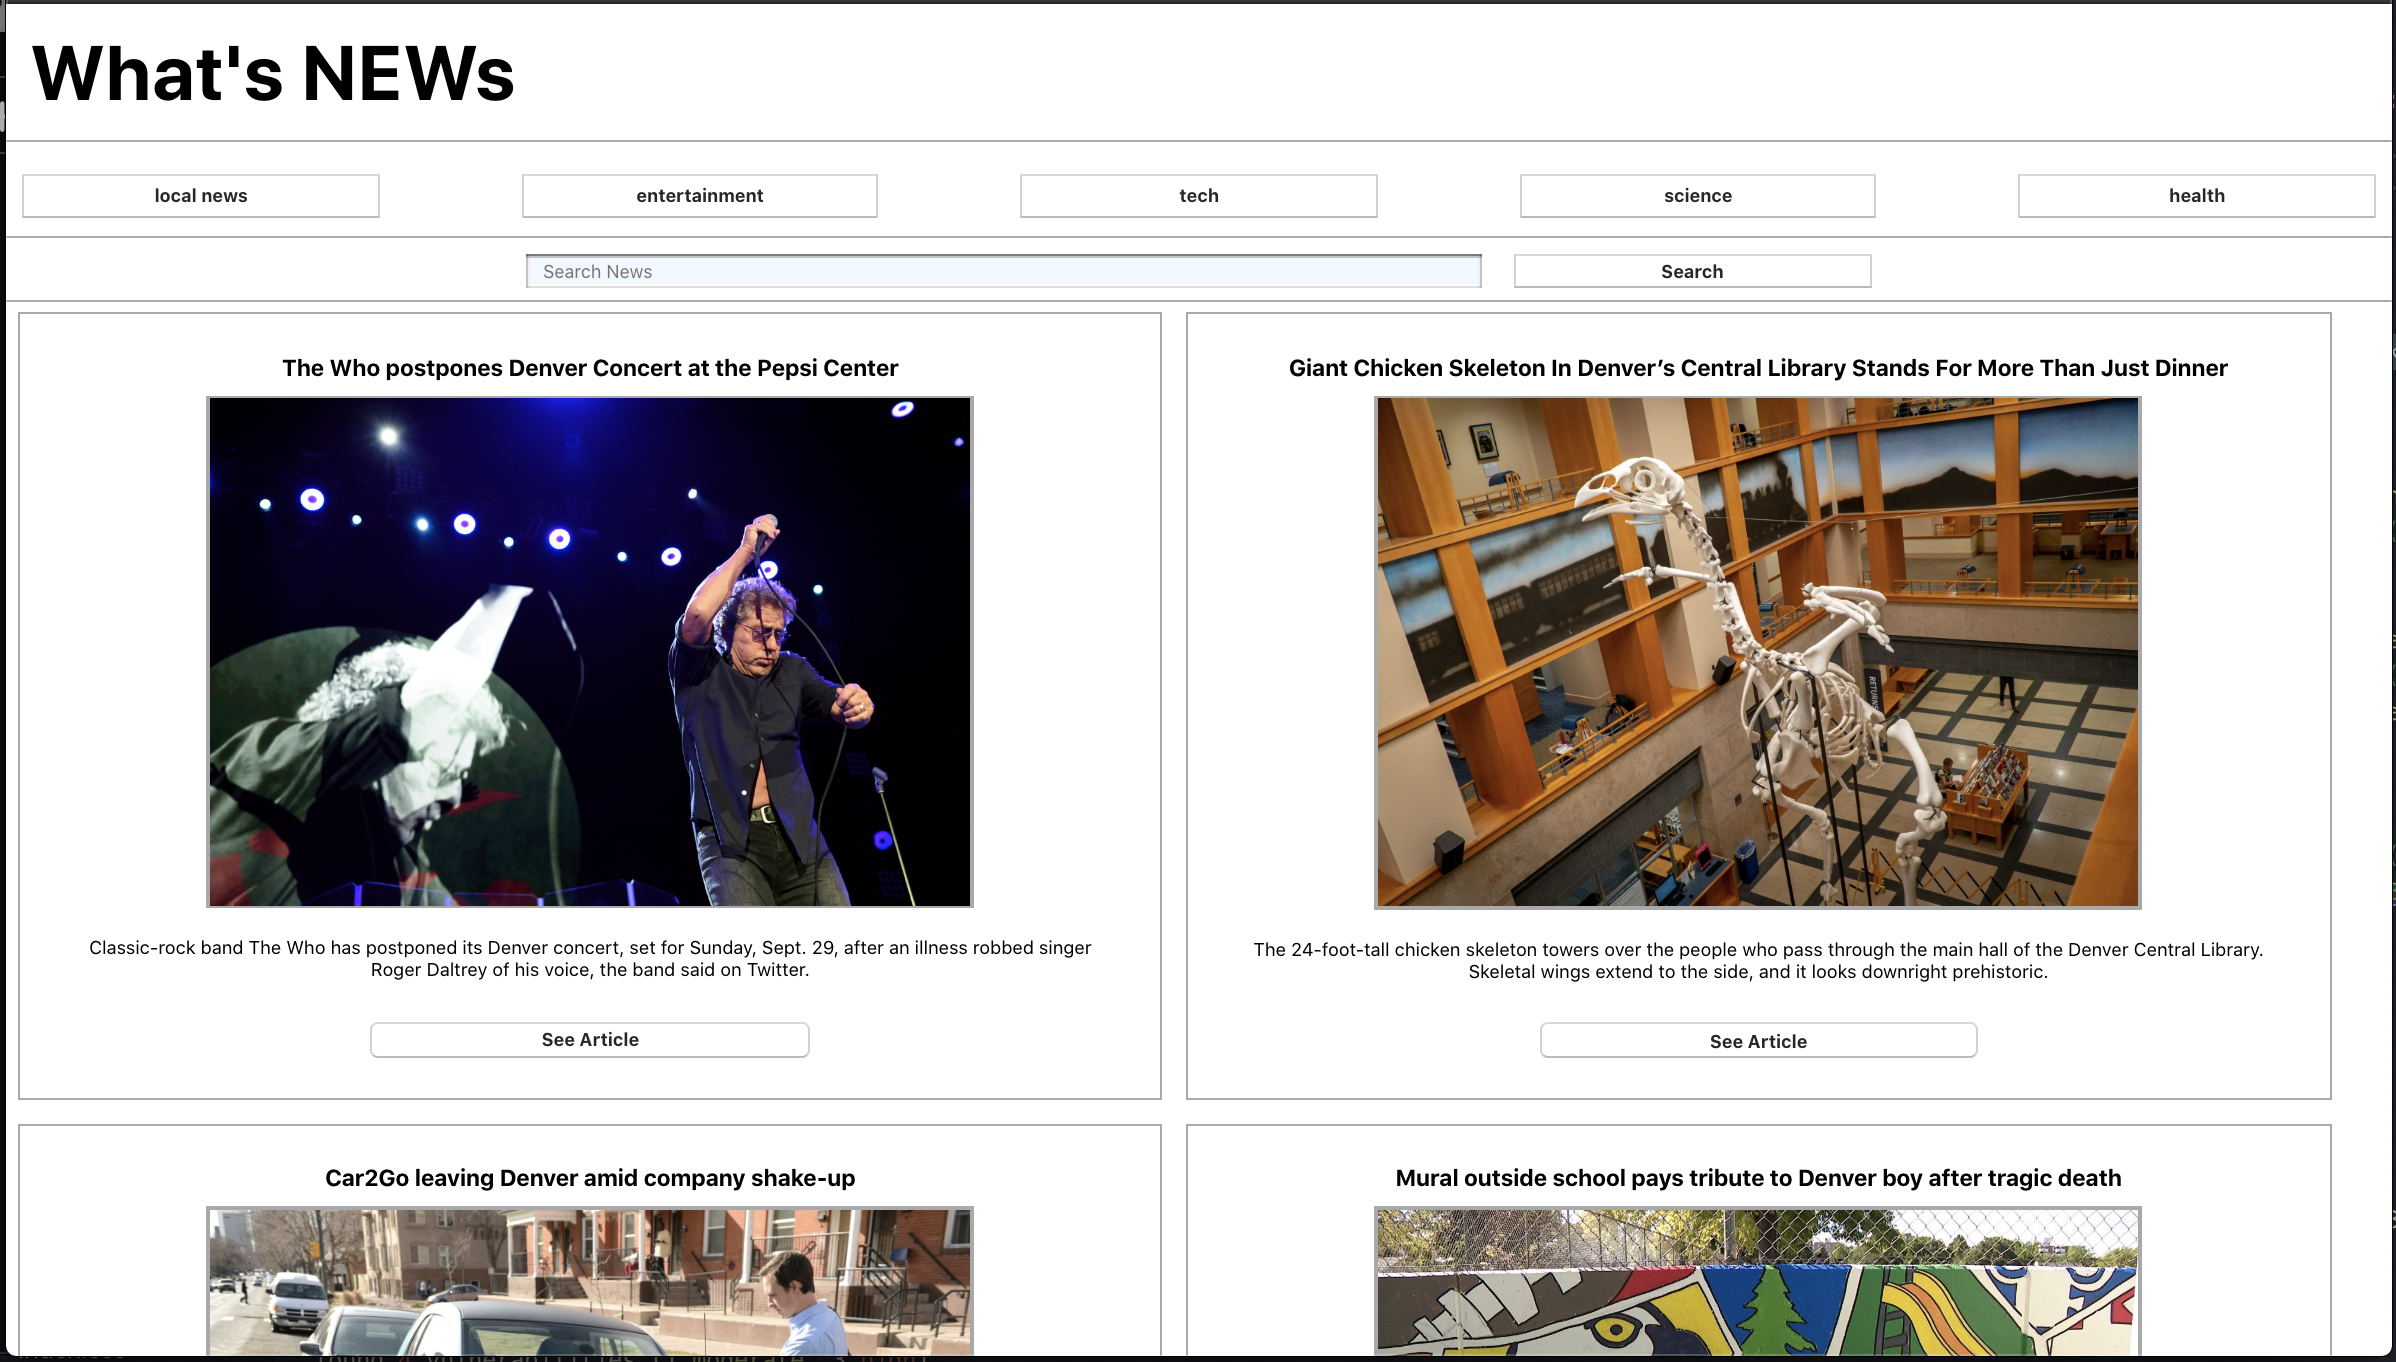 What's NEWs
local news
entertainment
tech
science
health
Search News
Search
The Who postpones Denver Concert at the Pepsi Center
Classic-rock band The Who has postponed its Denver concert, set for Sunday, Sept. 29, after an illness robbed singer
Roger Daltrey of his voice, the band said on Twitter.
See Article
Giant Chicken Skeleton In Denver’s Central Library Stands For More Than Just Dinner
RETURNS
The 24-foot-tall chicken skeleton towers over the people who pass through the main hall of the Denver Central Library.
Skeletal wings extend to the side, and it looks downright prehistoric.
See Article
Car2Go leaving Denver amid company shake-up
Mural outside school pays tribute to Denver boy after tragic death